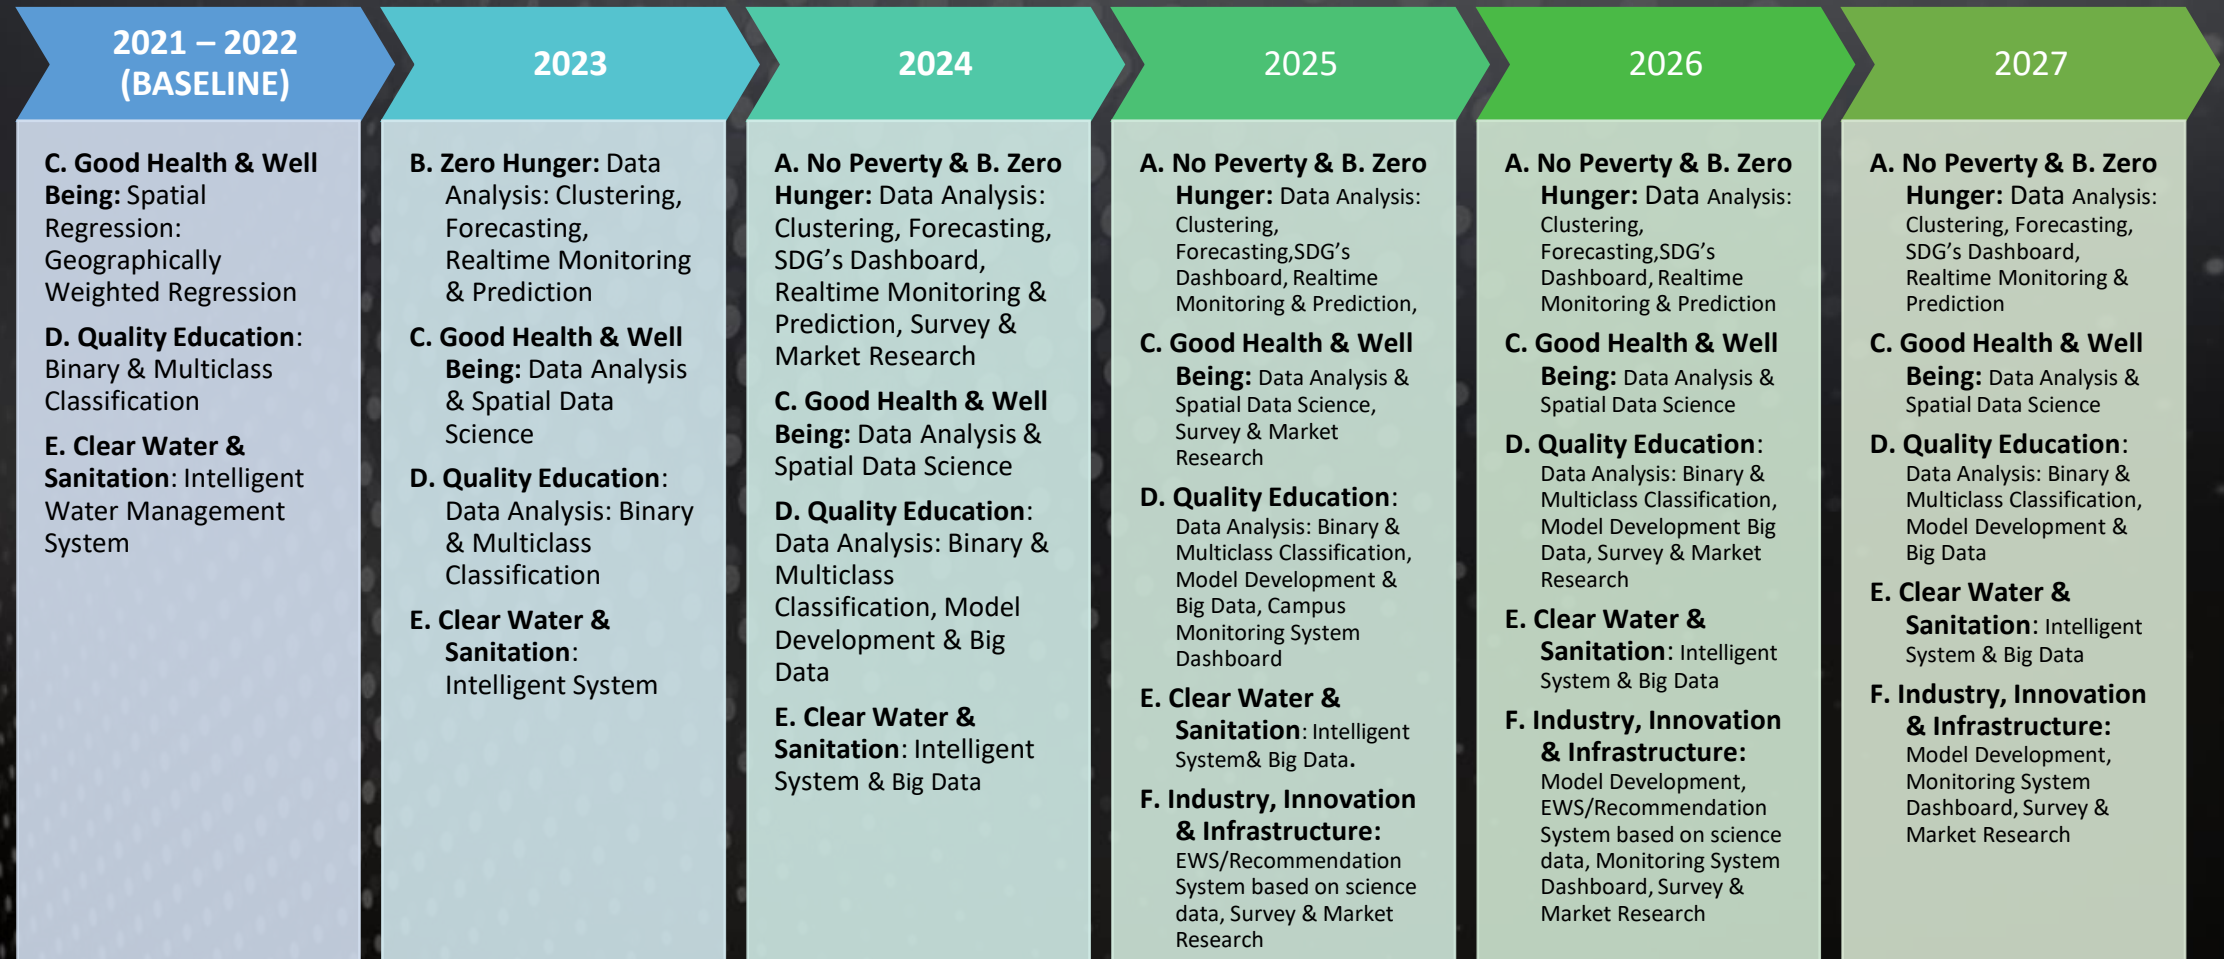 2021 – 2022
(BASELINE)
C. Good Health & Well
Being: Spatial
Regression:
Geographically
Weighted Regression
D. Quality Education:
Binary & Multiclass
Classification
E. Clear Water &
Sanitation: Intelligent
Water Management
System
2023
B. Zero Hunger: Data
Analysis: Clustering,
Forecasting,
Realtime Monitoring
& Prediction
C. Good Health & Well
Being: Data Analysis
& Spatial Data
Science
D. Quality Education:
Data Analysis: Binary
& Multiclass
Classification
E. Clear Water &
Sanitation:
Intelligent System
2024
A. No Peverty & B. Zero
Hunger: Data Analysis:
Clustering, Forecasting,
SDG’s Dashboard,
Realtime Monitoring &
Prediction, Survey &
Market Research
C. Good Health & Well
Being: Data Analysis &
Spatial Data Science
D. Quality Education:
Data Analysis: Binary &
Multiclass
Classification, Model
Development & Big
Data
E. Clear Water &
Sanitation: Intelligent
System & Big Data
2025
A. No Peverty & B. Zero
Hunger: Data Analysis:
Clustering,
Forecasting,SDG’s
Dashboard, Realtime
Monitoring & Prediction,
C. Good Health & Well
Being: Data Analysis &
Spatial Data Science,
Survey & Market
Research
D. Quality Education:
Data Analysis: Binary &
Multiclass Classification,
Model Development &
Big Data, Campus
Monitoring System
Dashboard
E. Clear Water &
Sanitation: Intelligent
System& Big Data.
F. Industry, Innovation
& Infrastructure:
EWS/Recommendation
System based on science
data, Survey & Market
Research
2026
A. No Peverty & B. Zero
Hunger: Data Analysis:
Clustering,
Forecasting,SDG’s
Dashboard, Realtime
Monitoring & Prediction
C. Good Health & Well
Being: Data Analysis &
Spatial Data Science
D. Quality Education:
Data Analysis: Binary &
Multiclass Classification,
Model Development Big
Data, Survey & Market
Research
E. Clear Water &
Sanitation: Intelligent
System & Big Data
F. Industry, Innovation
& Infrastructure:
Model Development,
EWS/Recommendation
System based on science
data, Monitoring System
Dashboard, Survey &
Market Research
2027
A. No Peverty & B. Zero
Hunger: Data Analysis:
Clustering, Forecasting,
SDG’s Dashboard,
Realtime Monitoring &
Prediction
C. Good Health & Well
Being: Data Analysis &
Spatial Data Science
D. Quality Education:
Data Analysis: Binary &
Multiclass Classification,
Model Development &
Big Data
E. Clear Water &
Sanitation: Intelligent
System & Big Data
F. Industry, Innovation
& Infrastructure:
Model Development,
Monitoring System
Dashboard, Survey &
Market Research